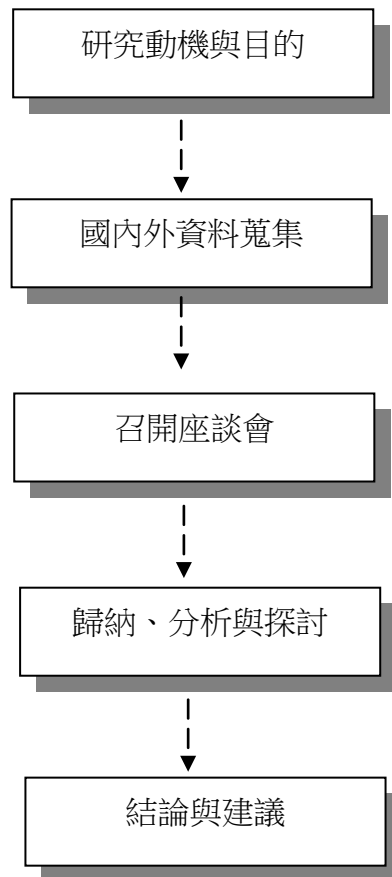 研究動機與目的
國內外資料蒐集
召開座談會
歸納、分析與探討
結論與建議